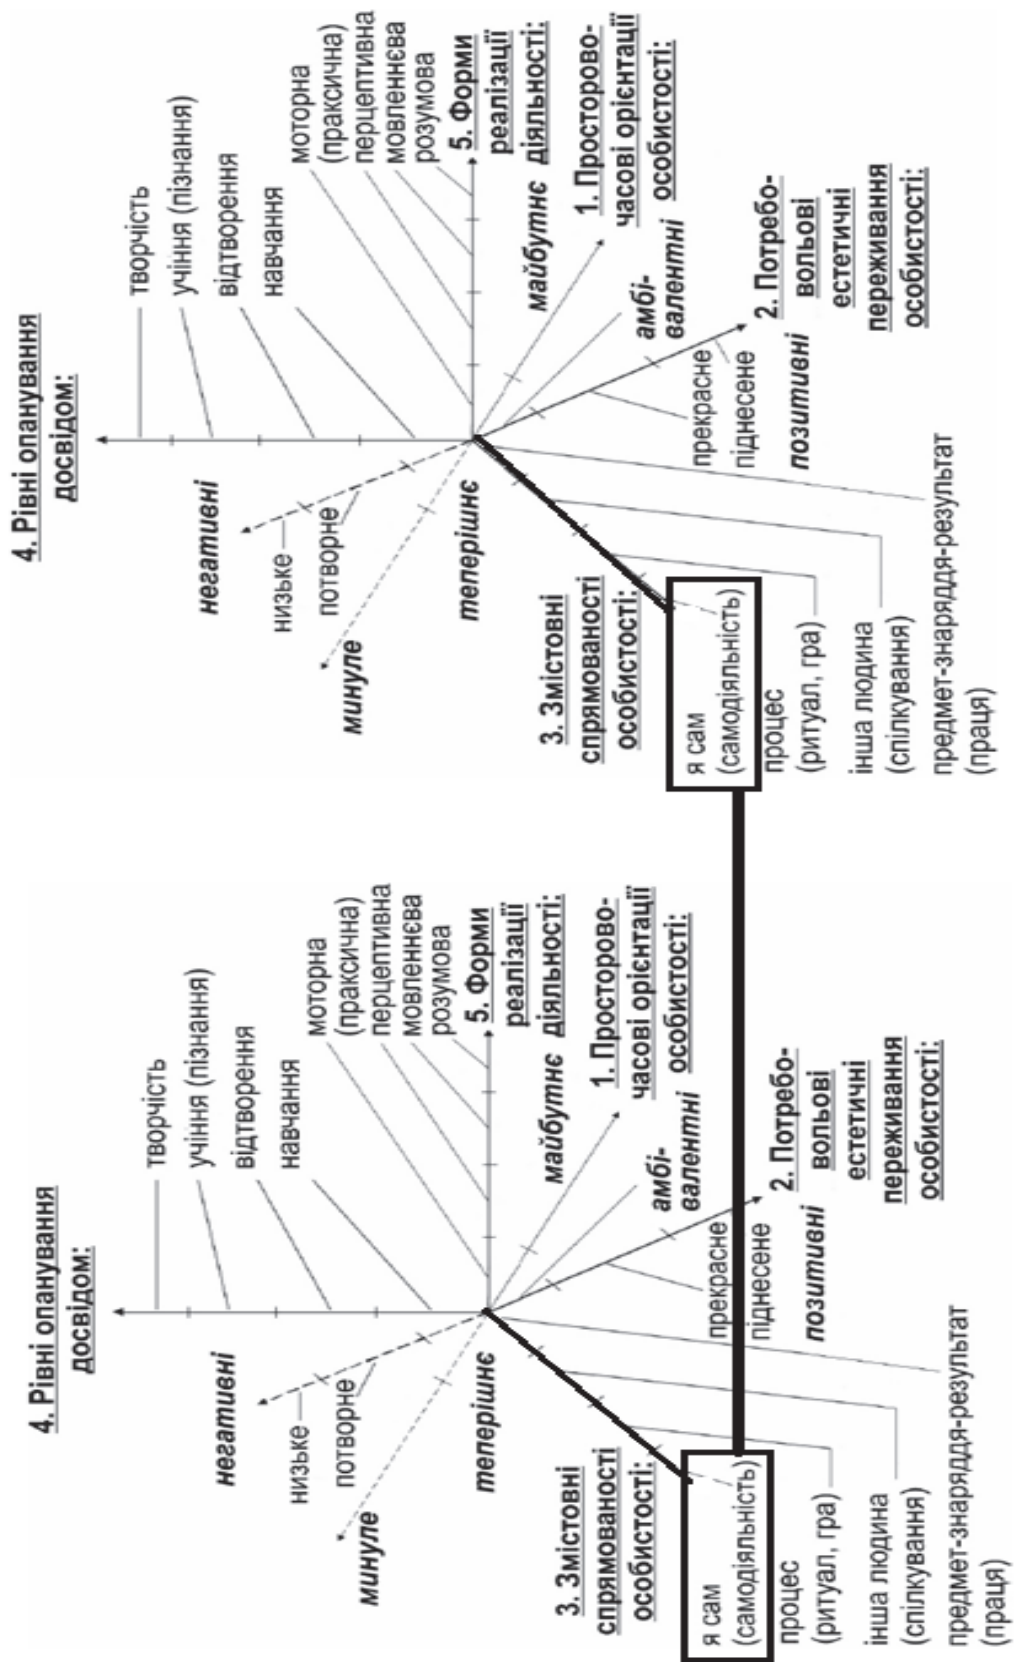 4. Рівні опанування
досвідом:
творчість
учіння (пізнання)
відтворення
навчання
негативні
низьке
потворне
минуле
теперішнє
моторна
(праксична)
перцептивна
мовленнєва
розумова
5. Форми
реалізації
діяльності:
майбутнє
1. Просторово-
часові орієнтації
особистості:
амбі-
валентні
2. Потребо-
вольові
естетичні
переживання
особистості:
прекрасне
піднесене
позитивні
3. Змістовні
спрямованості
особистості:
я сам
(самодіяльність)
процес
(ритуал, гра)
інша людина
(спілкування)
предмет-знаряддя-результат
(праця)
4. Рівні опанування
досвідом:
творчість
учіння (пізнання)
відтворення
навчання
негативні
низьке
потворне
минуле
теперішнє
моторна
(праксична)
перцептивна
мовленнєва
розумова
5. Форми
реалізації
діяльності:
майбутнє
1. Просторово-
часові орієнтації
особистості:
амбі-
валентні
2. Потребо-
вольові
естетичні
переживання
особистості:
прекрасне
піднесене
позитивні
3. Змістовні
спрямованості
особистості:
я сам
(самодіяльність)
процес
(ритуал, гра)
інша людина
(спілкування)
предмет-знаряддя-результат
(праця)